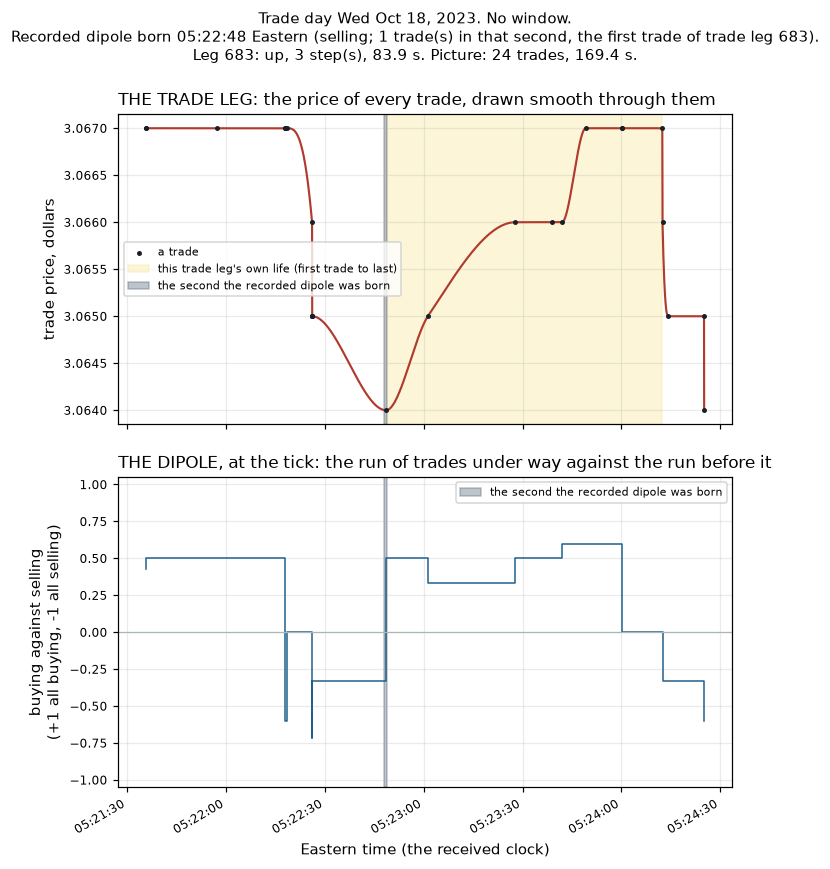 Trade day Wed Oct 18, 2023. No window.
Recorded dipole born 05:22:48 Eastern (selling; 1 trade(s) in that second, the first trade of trade leg 683).
Leg 683: up, 3 step(s), 83.9 s. Picture: 24 trades, 169.4 s.
THE TRADE LEG: the price of every trade, drawn smooth through them
trade price, dollars
3.0670
3.0665
3.0660
3.0655
3.0650
3.0645
3.0640
a trade
this trade leg's own life (first trade to last)
the second the recorded dipole was born
THE DIPOLE, at the tick: the run of trades under way against the run before it
buying against selling
(+1 all buying, -1 all selling)
1.00
0.75
0.50
0.25
0.00
−0.25
−0.50
−0.75
−1.00
the second the recorded dipole was born
05:21:30
05:22:00
05:22:30
05:23:00
05:23:30
05:24:00
05:24:30
Eastern time (the received clock)